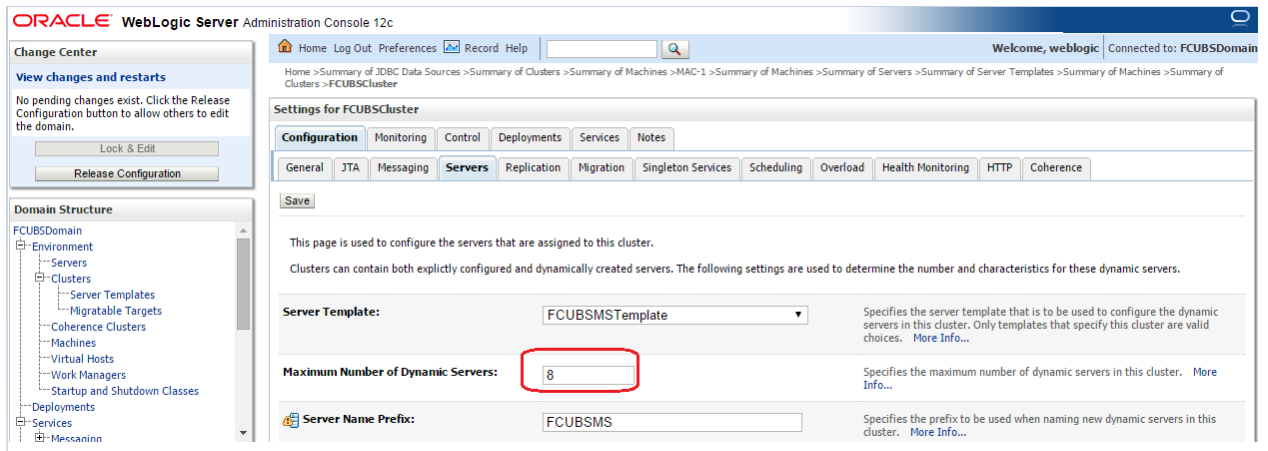 ORACLE WebLogic Server Administration Console 12c
Change Center
View changes and restarts
No pending changes exist. Click the Release
Configuration button to allow others to edit
the domain.
Lock & Edit
Release Configuration
Domain Structure
FCUBSDomain
Environment
Servers
Clusters
Server Templates
Migratable Targets
Coherence Clusters
Machines
Virtual Hosts
Work Managers
Startup and Shutdown Classes
Deployments
Services
Messaging
Home Log Out Preferences Record Help
Welcome, weblogic Connected to: FCUBSDomain
Home >Summary of JDBC Data Sources >Summary of Clusters >Summary of Machines >MAC-1 >Summary of Machines >Summary of Servers >Summary of Server Templates >Summary of Machines >Summary of
Clusters >FCUBSCluster
Settings for FCUBSCluster
Configuration Monitoring Control Deployments Services Notes
General JTA Messaging Servers Replication Migration Singleton Services Scheduling Overload Health Monitoring HTTP Coherence
Save
This page is used to configure the servers that are assigned to this cluster.
Clusters can contain both explictly configured and dynamically created servers. The following settings are used to determine the number and characteristics for these dynamic servers.
Server Template:
FCUBSMSTemplate
Specifies the server template that is to be used to configure the dynamic
servers in this cluster. Only templates that specify this cluster are valid
choices. More Info...
Maximum Number of Dynamic Servers:
8
Specifies the maximum number of dynamic servers in this cluster. More
Info...
Server Name Prefix:
FCUBSMS
Specifies the prefix to be used when naming new dynamic servers in this
cluster. More Info...